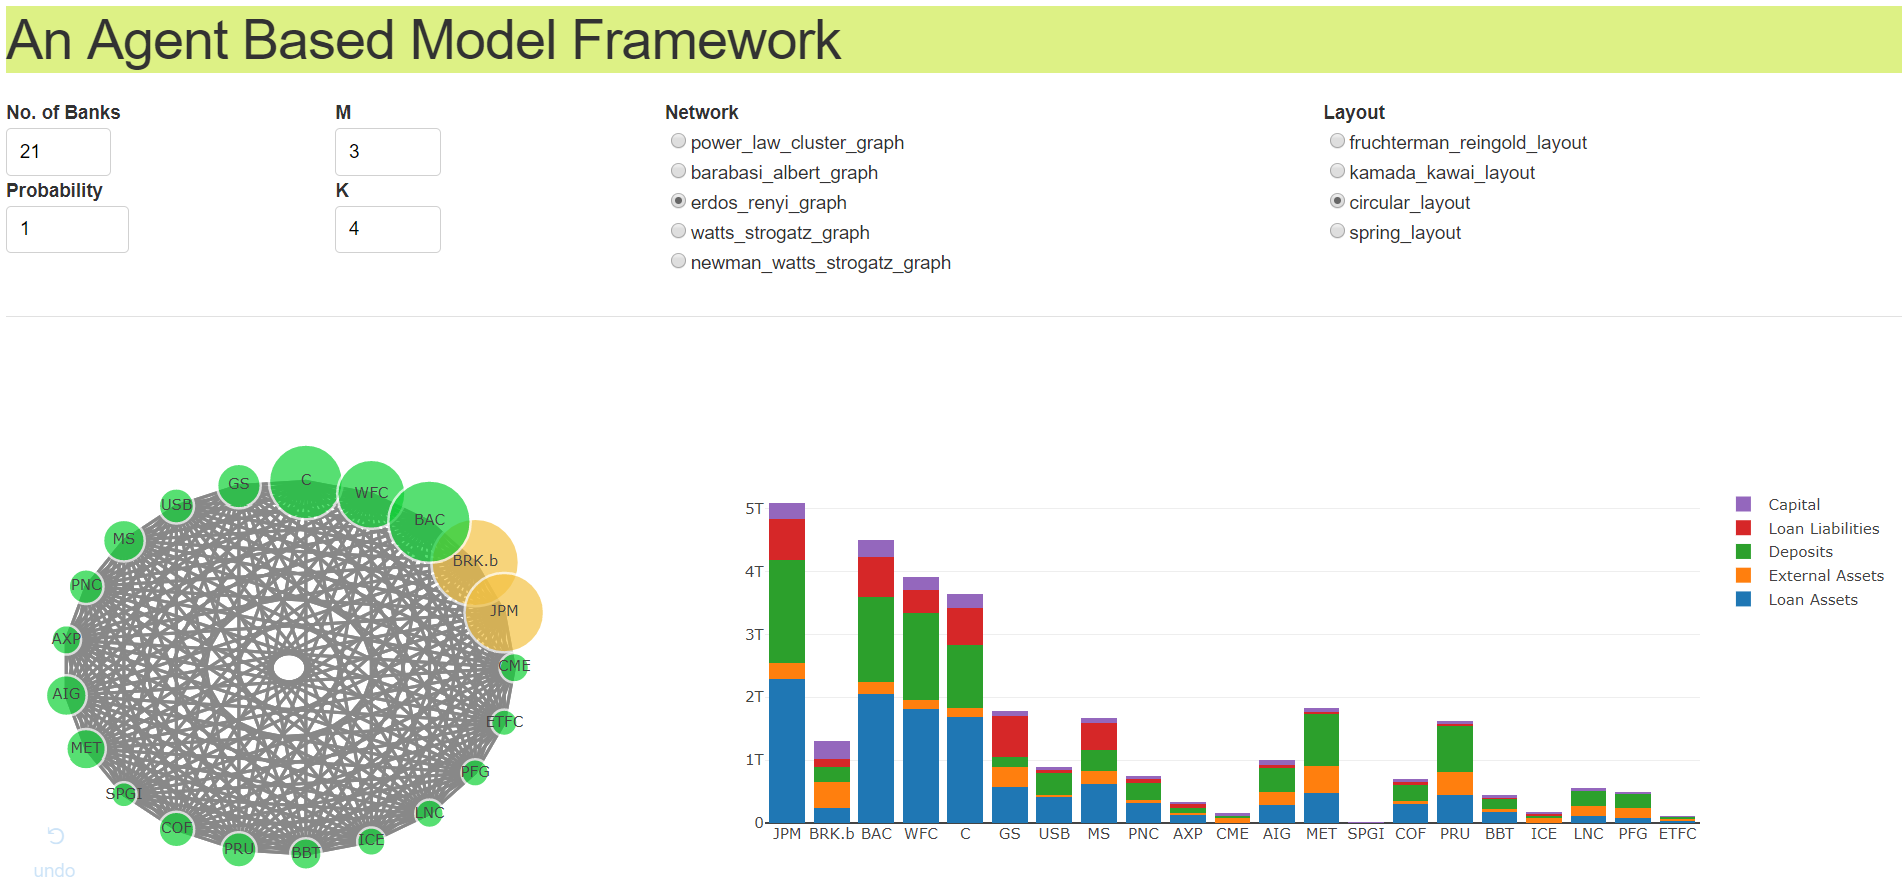 An Agent Based Model Framework
No. of Banks
21
Probability
1
M
3
K
4
Network
power_law_cluster_graph
barabasi_albert_graph
erdos_renyi_graph
watts_strogatz_graph
newman_watts_strogatz_graph
Layout
fruchterman_reingold_layout
kamada_kawai_layout
circular_layout
spring_layout
C
GS
WFC
USB
BAC
MS
BRK.b
PNC
JPM
AXP
CME
AIG
ETFC
MET
PFG
SPGI
LNC
COF
ICE
PRU
BBT
undo
5T
4T
3T
2T
1T
0
JPM BRK.b BAC WFC C GS USB MS PNC AXP CME AIG MET SPGI COF PRU BBT ICE LNC PFG ETFC
Capital
Loan Liabilities
Deposits
External Assets
Loan Assets